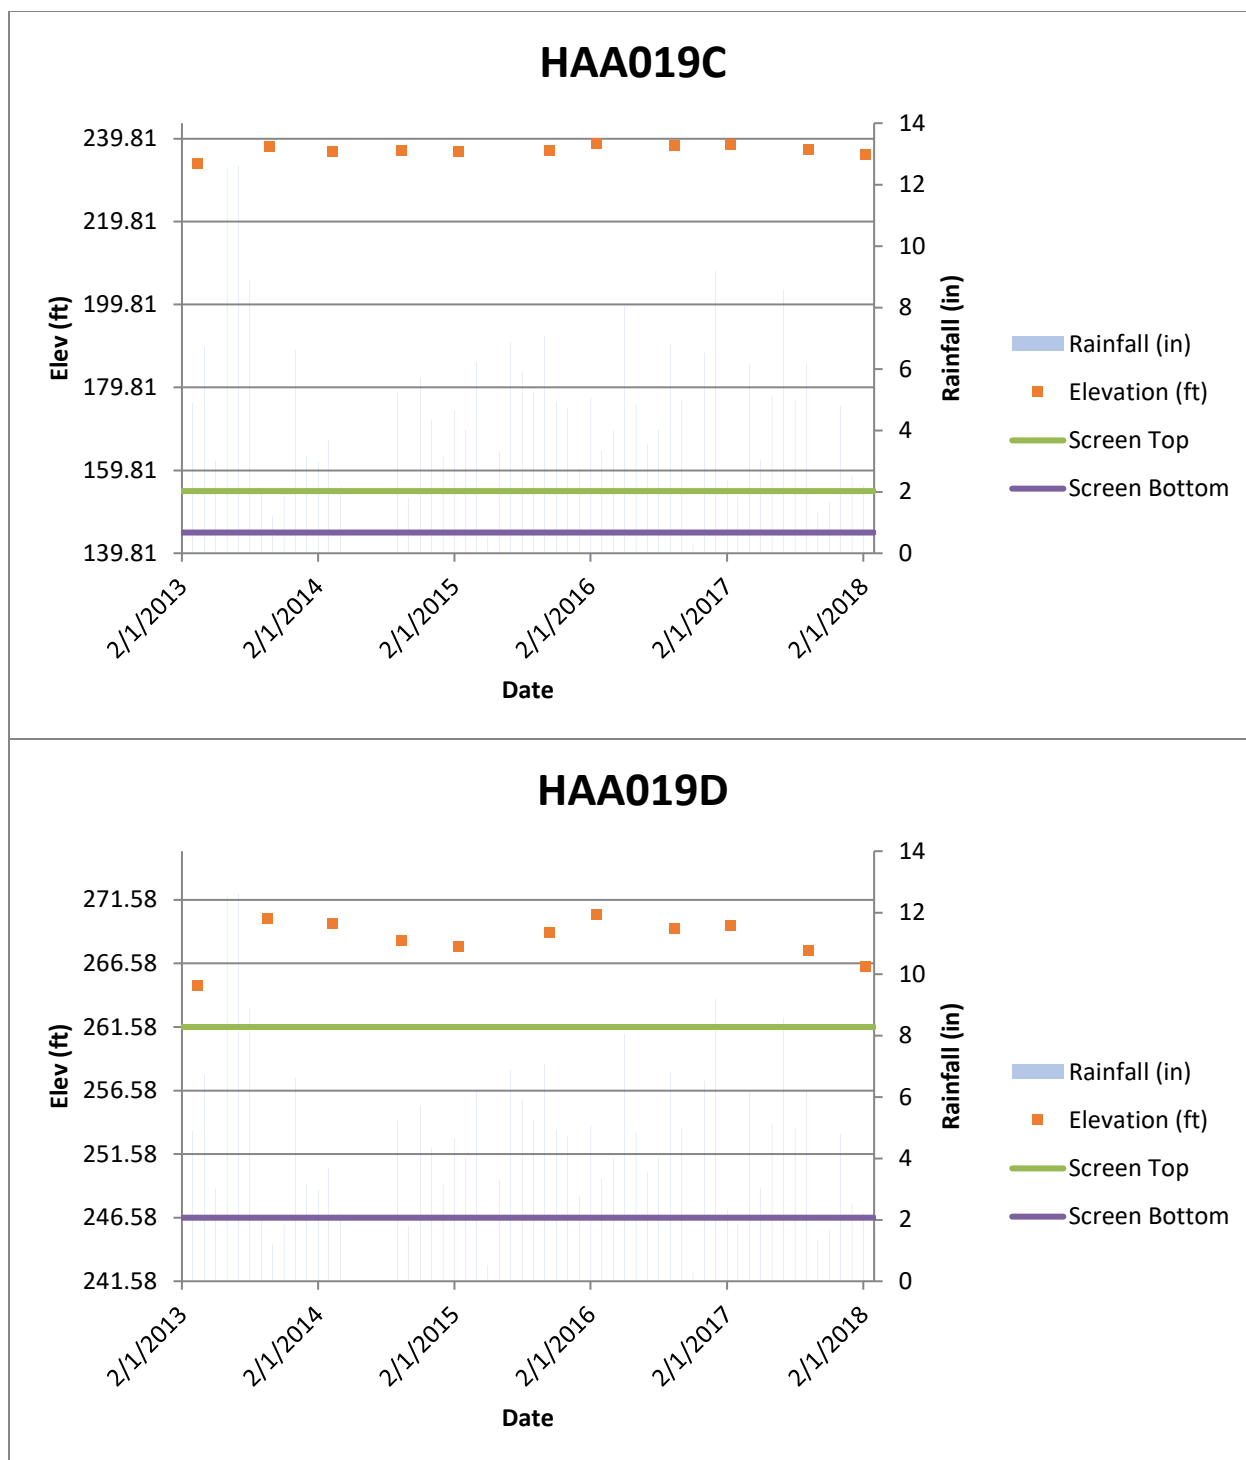 HAA019C
239.81
219.81
199.81
179.81
159.81
139.81
Elev (ft)
14
12
10
8
6
4
2
0
Rainfall (in)
2/1/2013
2/1/2014
2/1/2015
2/1/2016
2/1/2017
2/1/2018
Date
Rainfall (in)
Elevation (ft)
Screen Top
Screen Bottom
HAA019D
271.58
266.58
261.58
256.58
251.58
246.58
241.58
Elev (ft)
14
12
10
8
6
4
2
0
Rainfall (in)
2/1/2013
2/1/2014
2/1/2015
2/1/2016
2/1/2017
2/1/2018
Date
Rainfall (in)
Elevation (ft)
Screen Top
Screen Bottom